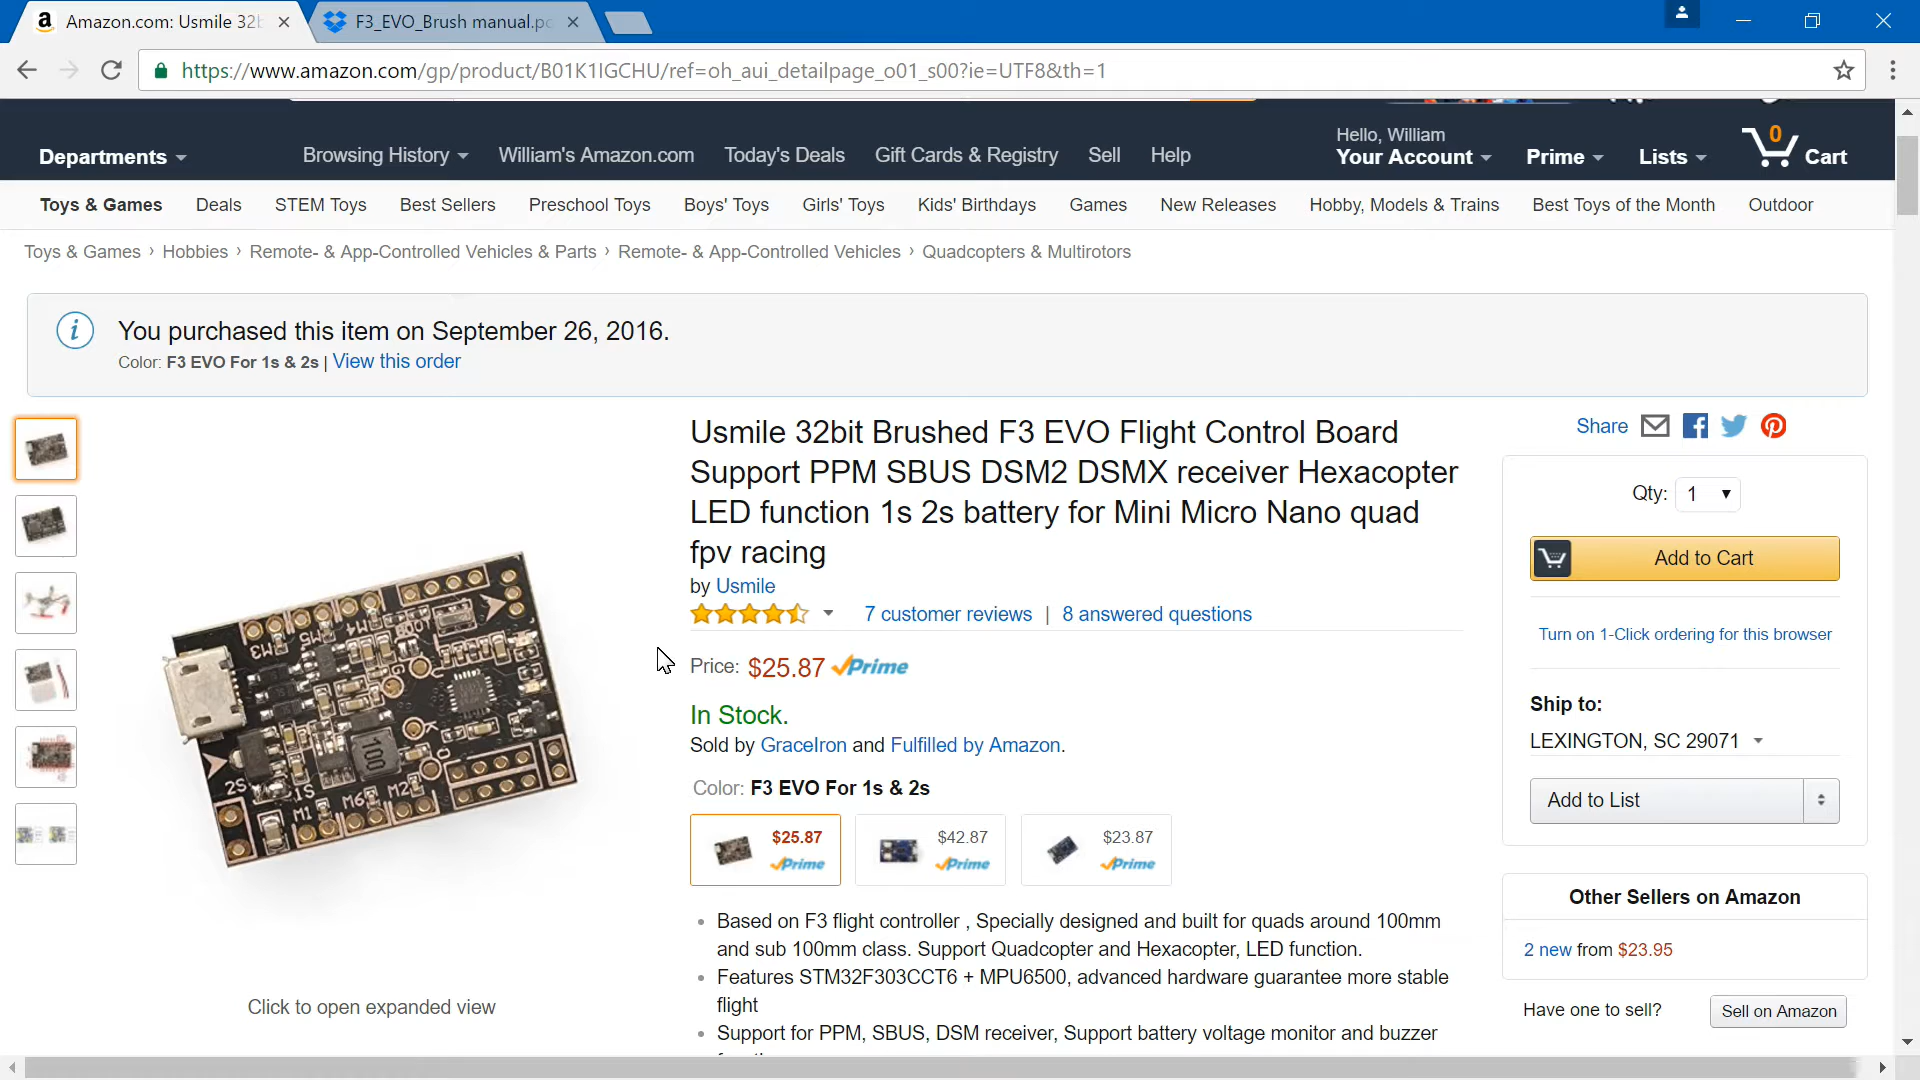 Amazon.com: Usmile 32b
F3_EVO_Brush manual.pd
https://www.amazon.com/gp/product/B01K1IGCHU/ref=oh_aui_detailpage_o01_s00?ie=UTF8&th=1
Departments
Browsing History
William's Amazon.com
Today's Deals
Gift Cards & Registry
Sell
Help
Hello, William
Your Account
Prime
Lists
0
Cart
Toys & Games
Deals
STEM Toys
Best Sellers
Preschool Toys
Boys' Toys
Girls' Toys
Kids' Birthdays
Games
New Releases
Hobby, Models & Trains
Best Toys of the Month
Outdoor
Toys & Games › Hobbies › Remote- & App-Controlled Vehicles & Parts › Remote- & App-Controlled Vehicles › Quadcopters & Multirotors
You purchased this item on September 26, 2016.
Color: F3 EVO For 1s & 2s | View this order
Usmile 32bit Brushed F3 EVO Flight Control Board
Support PPM SBUS DSM2 DSMX receiver Hexacopter
LED function 1s 2s battery for Mini Micro Nano quad
fpv racing
by Usmile
7 customer reviews | 8 answered questions
Price: $25.87 Prime
In Stock.
Sold by Gracelron and Fulfilled by Amazon.
Color: F3 EVO For 1s & 2s
$25.87
Prime
$42.87
Prime
$23.87
Prime
• Based on F3 flight controller , Specially designed and built for quads around 100mm
and sub 100mm class. Support Quadcopter and Hexacopter, LED function.
• Features STM32F303CCT6 + MPU6500, advanced hardware guarantee more stable
flight
• Support for PPM, SBUS, DSM receiver, Support battery voltage monitor and buzzer
M3
M5
M4
100
2S
1S
M1
M6
M2
Click to open expanded view
Share
Qty: 1
Add to Cart
Turn on 1-Click ordering for this browser
Ship to:
LEXINGTON, SC 29071
Add to List
Other Sellers on Amazon
2 new from $23.95
Have one to sell?
Sell on Amazon